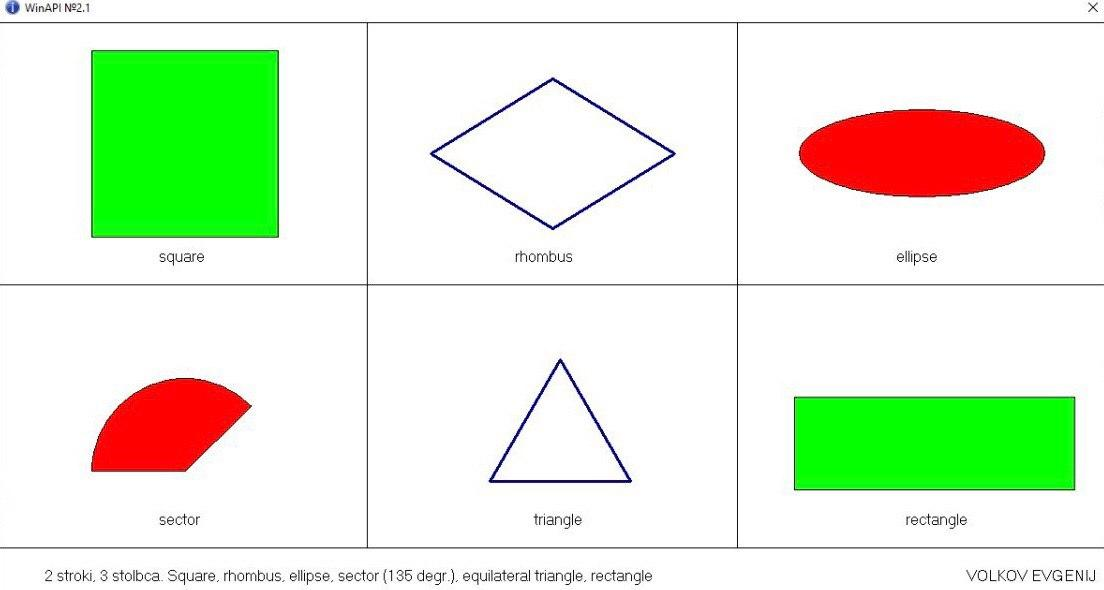 WinAPI №2.1
square
rhombus
ellipse
sector
triangle
rectangle
2 stroki, 3 stolbca. Square, rhombus, ellipse, sector (135 degr.), equilateral triangle, rectangle
VOLKOV EVGENIJ